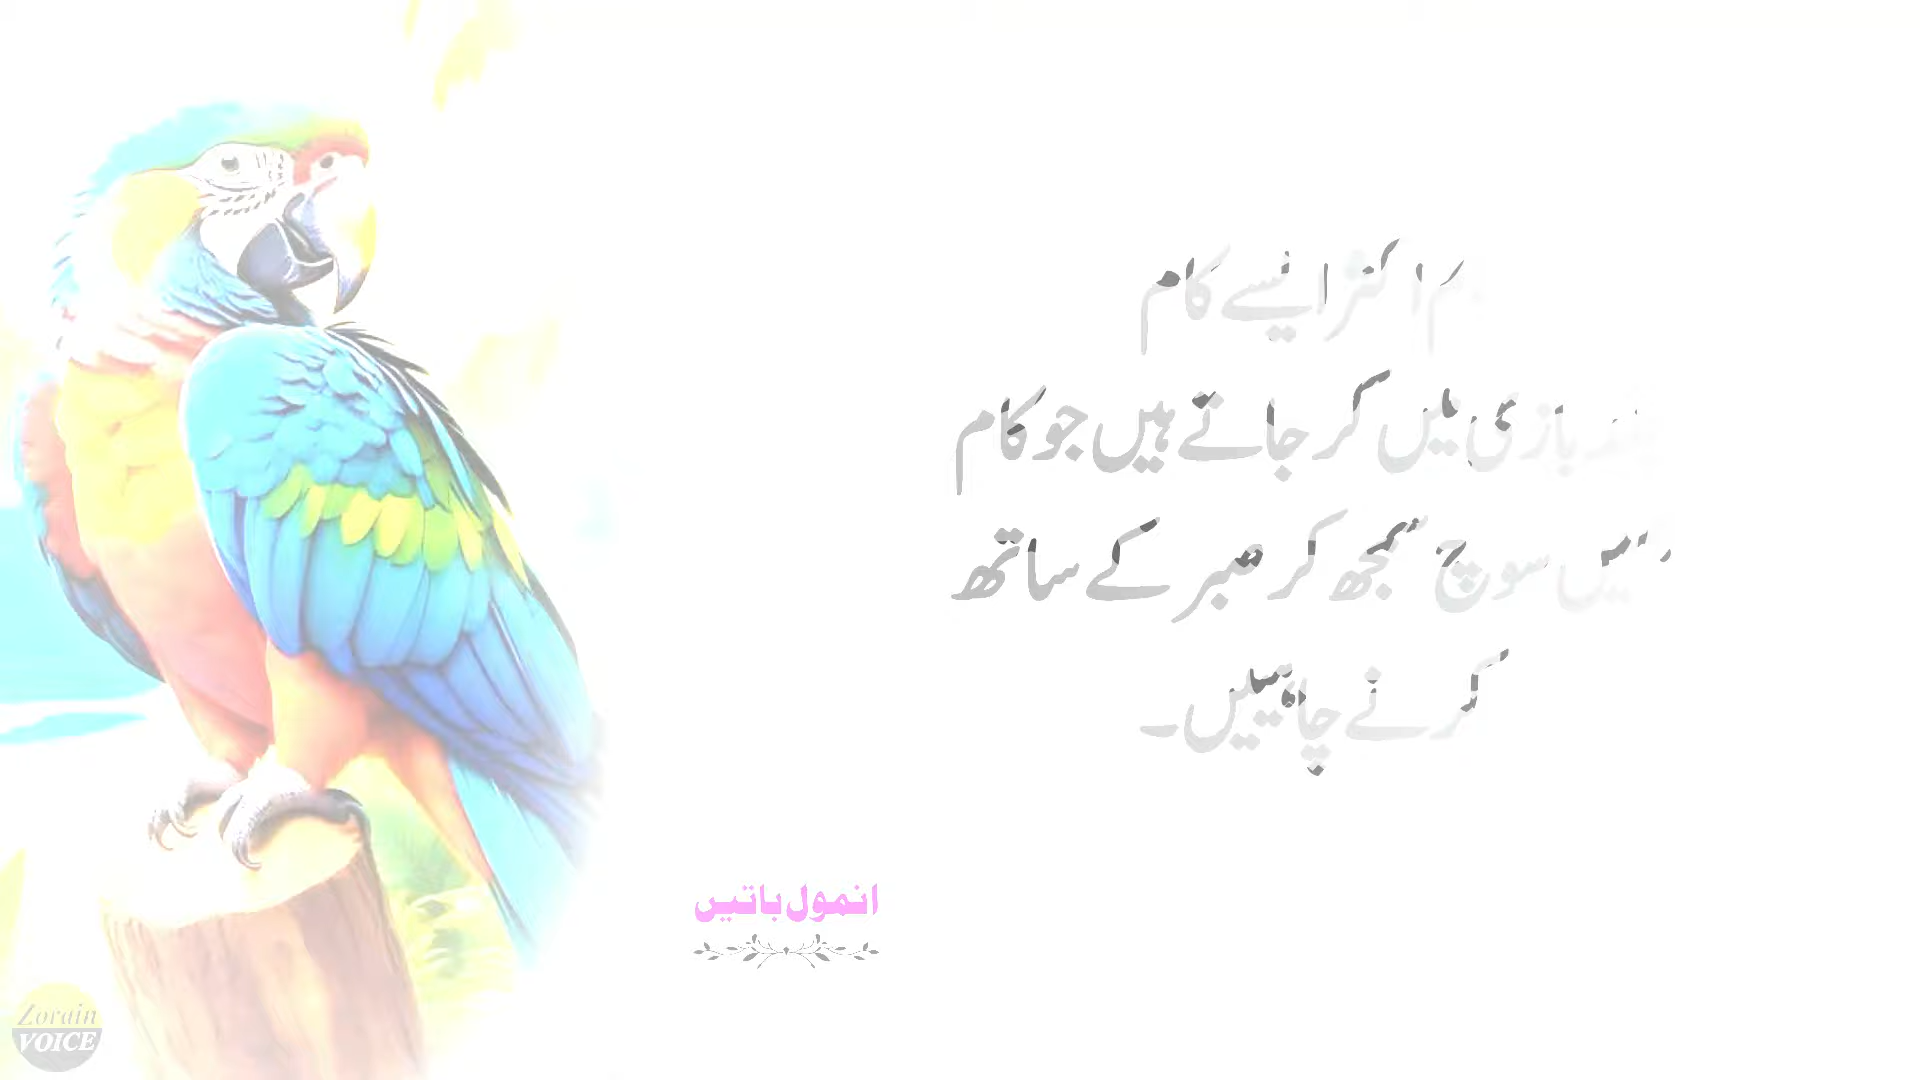 اکثر ایسے کام
بازی میں کر جاتے ہیں جو کام
سوچ سمجھ کر صبر کے ساتھ
کرنے چاہییں۔
انمول باتیں
Zorain
VOICE